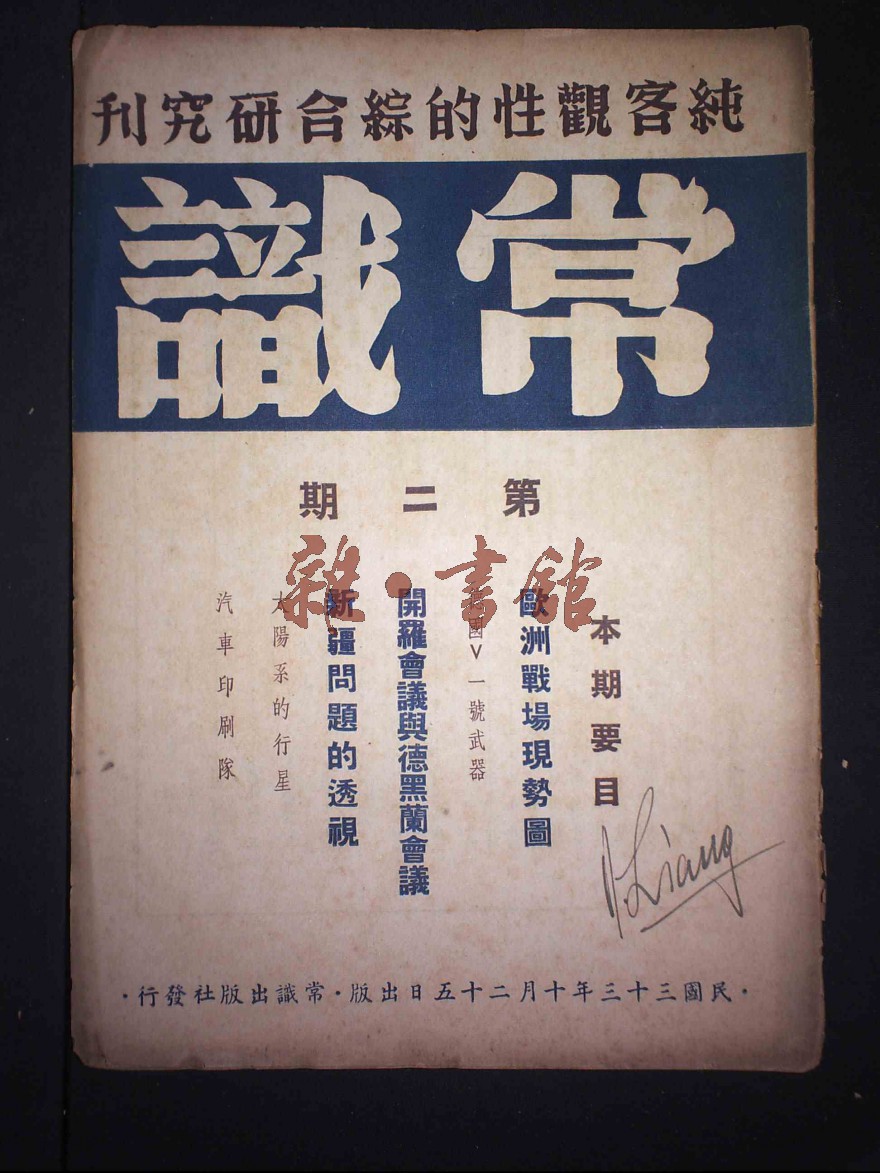 純客觀性的綜合研究刊
常識
第二期
雜·書館
本期要目
歐洲戰場現勢圖
國V一號武器
開羅會議與德黑蘭會議
新疆問題的透視
太陽系的行星
汽車印刷隊
Liang
·民國三十三年十月二十五日出版·常識出版社發行·